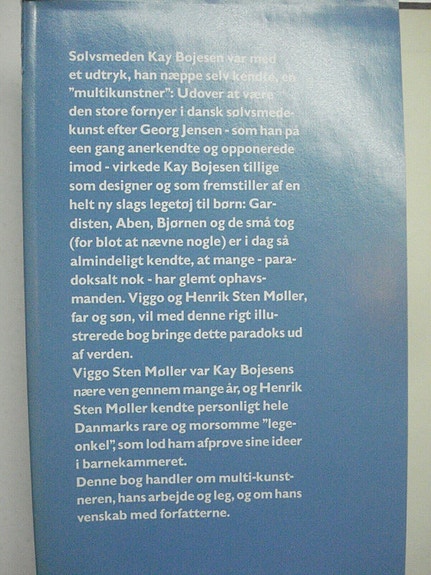 Sølvsmeden Kay Bojesen var med
et udtryk, han næppe selv kendte, en
"multikunstner": Udover at være
den store fornyer i dansk sølvsmede-
kunst efter Georg Jensen - som han på
een gang anerkendte og opponerede
imod - virkede Kay Bojesen tillige
som designer og som fremstiller af en
helt ny slags legetøj til børn: Gar-
disten, Aben, Bjørnen og de små tog
(for blot at nævne nogle) er i dag så
almindeligt kendte, at mange - para-
doksalt nok - har glemt ophavs-
manden. Viggo og Henrik Sten Møller,
far og søn, vil med denne rigt illu-
strerede bog bringe dette paradoks ud
af verden.
Viggo Sten Møller var Kay Bojesens
nære ven gennem mange år, og Henrik
Sten Møller kendte personligt hele
Danmarks rare og morsomme "lege-
onkel", som lod ham afprøve sine ideer
i barnekammeret.
Denne bog handler om multi-kunst-
neren, hans arbejde og leg, og om hans
venskab med forfatterne.